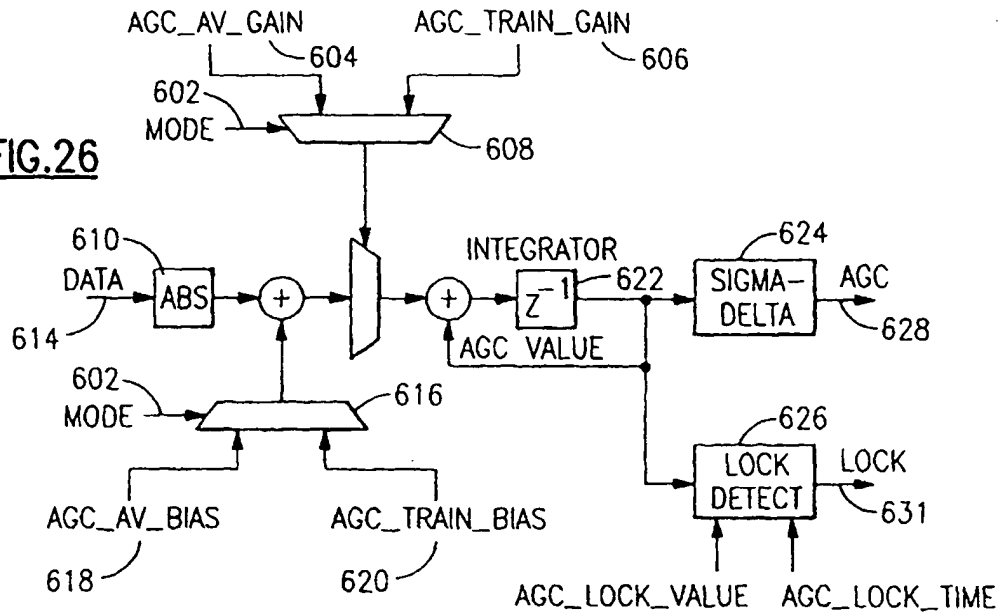 AGC_AV_GAIN
AGC_TRAIN_GAIN
604
606
602
MODE
608
FIG.26
610
INTEGRATOR
624
DATA
ABS
+
+
Z⁻¹
622
SIGMA-
DELTA
AGC
614
628
AGC VALUE
602
MODE
616
626
LOCK
DETECT
LOCK
631
AGC_AV_BIAS
AGC_TRAIN_BIAS
618
620
AGC_LOCK_VALUE
AGC_LOCK_TIME